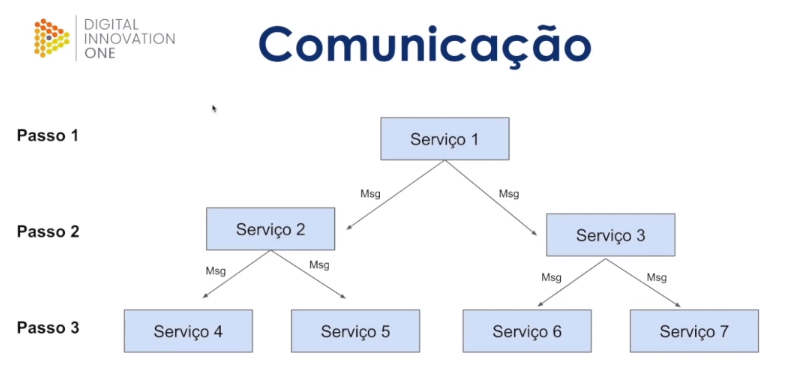 DIGITAL
INNOVATION
ONE
Comunicação
Passo 1
Serviço 1
Msg
Msg
Passo 2
Serviço 2
Serviço 3
Msg
Msg
Msg
Msg
Passo 3
Serviço 4
Serviço 5
Serviço 6
Serviço 7